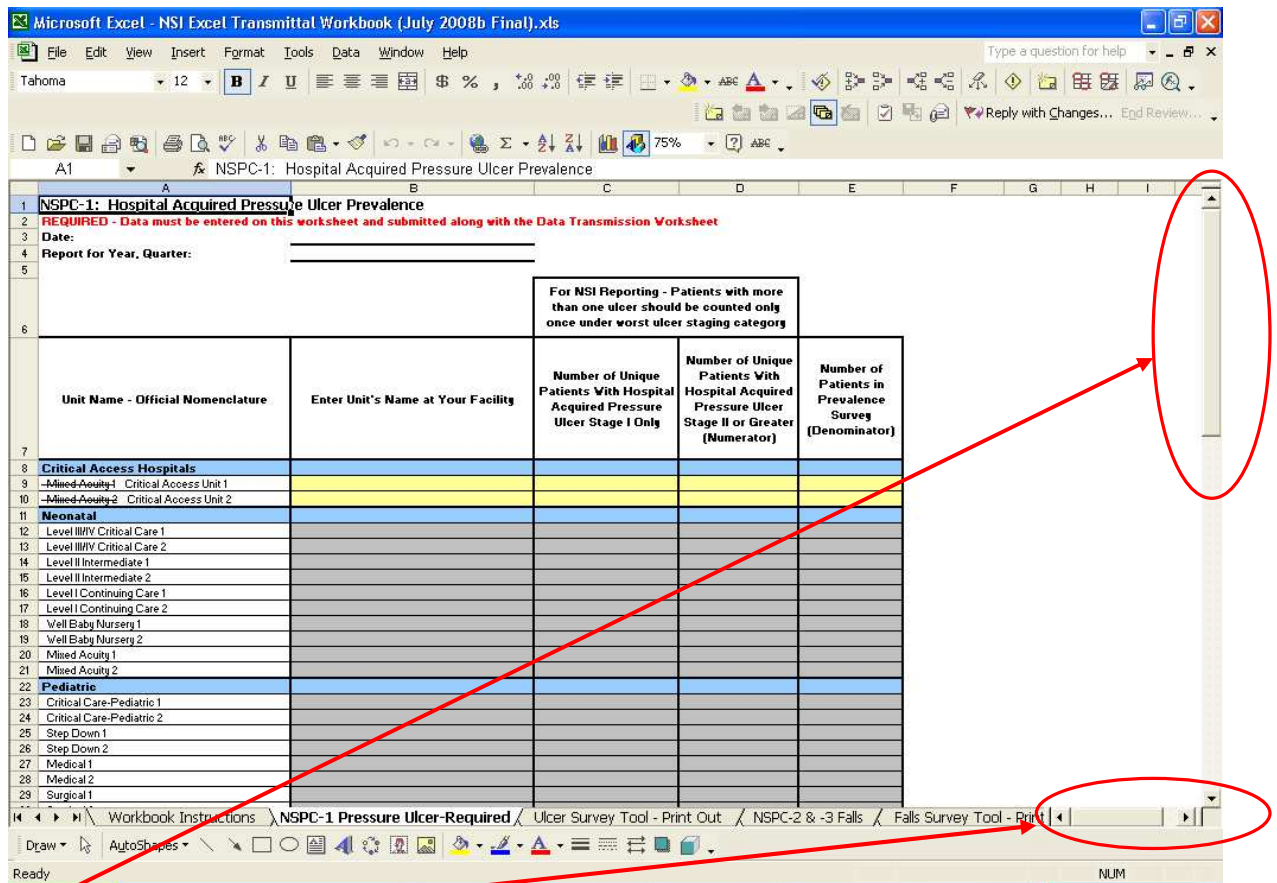 Microsoft Excel - NSI Excel Transmittal Workbook (July 2008b Final).xls
File Edit View Insert Format Tools Data Window Help Type a question for help
Tahoma 12 B I U $ % , ABC A
Reply with Changes... End Review...
ABC Σ 75% ABC
A1 fx NSPC-1: Hospital Acquired Pressure Ulcer Prevalence
A B C D E F G H I
1 NSPC-1: Hospital Acquired Pressure Ulcer Prevalence
2 REQUIRED - Data must be entered on this worksheet and submitted along with the Data Transmission Worksheet
3 Date:
4 Report for Year, Quarter:
5
For NSI Reporting - Patients with more
than one ulcer should be counted only
6 once under worst ulcer staging category
Unit Name - Official Nomenclature
Enter Unit's Name at Your Facility
Number of Unique
Patients With Hospital
Acquired Pressure
Ulcer Stage I Only
Number of Unique
Patients With
Hospital Acquired
Pressure Ulcer
Stage II or Greater
(Numerator)
Number of
Patients in
Prevalence
Survey
(Denominator)
7
8 Critical Access Hospitals
9 Mixed Acuity 1 Critical Access Unit 1
10 Mixed Acuity 2 Critical Access Unit 2
11 Neonatal
12 Level III/IV Critical Care 1
13 Level III/IV Critical Care 2
14 Level II Intermediate 1
15 Level II Intermediate 2
16 Level I Continuing Care 1
17 Level I Continuing Care 2
18 Well Baby Nursery 1
19 Well Baby Nursery 2
20 Mixed Acuity 1
21 Mixed Acuity 2
22 Pediatric
23 Critical Care-Pediatric 1
24 Critical Care-Pediatric 2
25 Step Down 1
26 Step Down 2
27 Medical 1
28 Medical 2
29 Surgical 1
Workbook Instructions NSPC-1 Pressure Ulcer-Required Ulcer Survey Tool - Print Out NSPC-2 & -3 Falls Falls Survey Tool - Print
Draw AutoShapes A A
Ready NUM